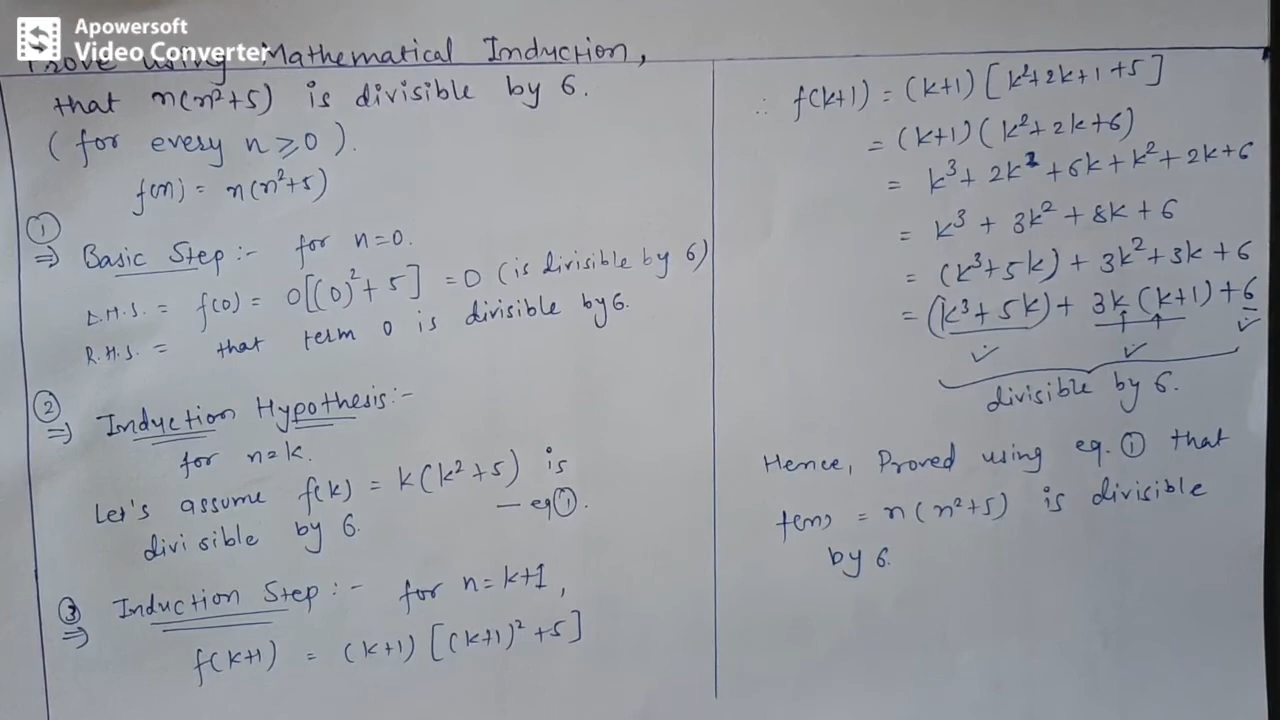 Apowersoft
Video Converter
Prove using Mathematical Induction,
that n(n²+5) is divisible by 6.
(for every n≥0).
f(n) = n(n²+5)
①
⇒ Basic Step:- for n=0.
L.H.S. = f(0) = 0[(0)²+5] = 0 (is divisible by 6)
R.H.S. = that term 0 is divisible by 6.
②
⇒ Induction Hypothesis:-
for n=k.
Let's assume f(k) = k(k²+5) is
divisible by 6. — eq①.
③
⇒ Induction Step:- for n=k+1,
f(k+1) = (k+1)[(k+1)²+5]
∴ f(k+1) = (k+1)[k²+2k+1+5]
= (k+1)(k²+2k+6)
= k³+2k²+6k+k²+2k+6
= k³+3k²+8k+6
= (k³+5k)+3k²+3k+6
= (k³+5k)+3k(k+1)+6
divisible by 6.
Hence, Proved using eq.① that
f(n) = n(n²+5) is divisible
by 6.